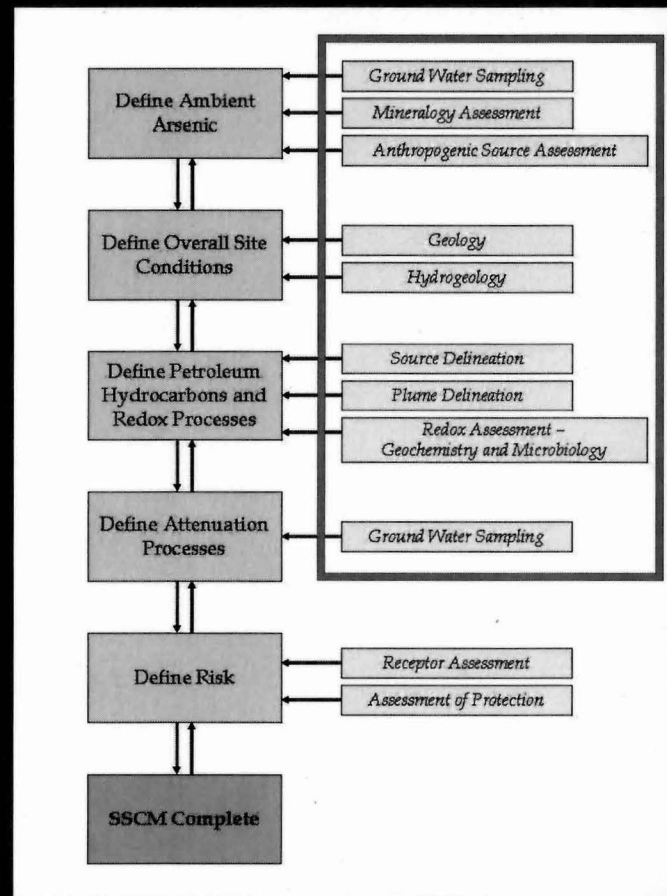 Define Ambient
Arsenic
Ground Water Sampling
Mineralogy Assessment
Anthropogenic Source Assessment
Define Overall Site
Conditions
Geology
Hydrogeology
Define Petroleum
Hydrocarbons and
Redox Processes
Source Delineation
Plume Delineation
Redox Assessment –
Geochemistry and Microbiology
Define Attenuation
Processes
Ground Water Sampling
Define Risk
Receptor Assessment
Assessment of Protection
SSCM Complete